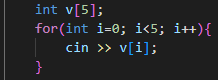 int v[5];
for(int i=0; i<5; i++){
    cin >> v[i];
}